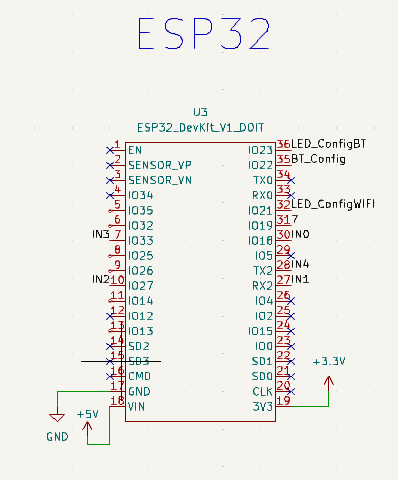 ESP32
U3
ESP32_DevKit_V1_DOIT
1 EN IO23 36 LED_ConfigBT
2 SENSOR_VP IO22 35 BT_Config
3 SENSOR_VN TX0 34
4 IO34 RX0 33
5 IO35 IO21 32 LED_ConfigWIFI
6 IO32 IO19 31 7
IN3 7 IO33 IO18 30 IN0
8 IO25 IO5 29
9 IO26 TX2 28 IN4
IN2 10 IO27 RX2 27 IN1
11 IO14 IO4 26
12 IO12 IO2 25
13 IO13 IO15 24
14 SD2 IO0 23
15 SD3 SD1 22
16 CMD SD0 21
17 GND CLK 20
18 VIN 3V3 19
+3.3V
+5V
GND